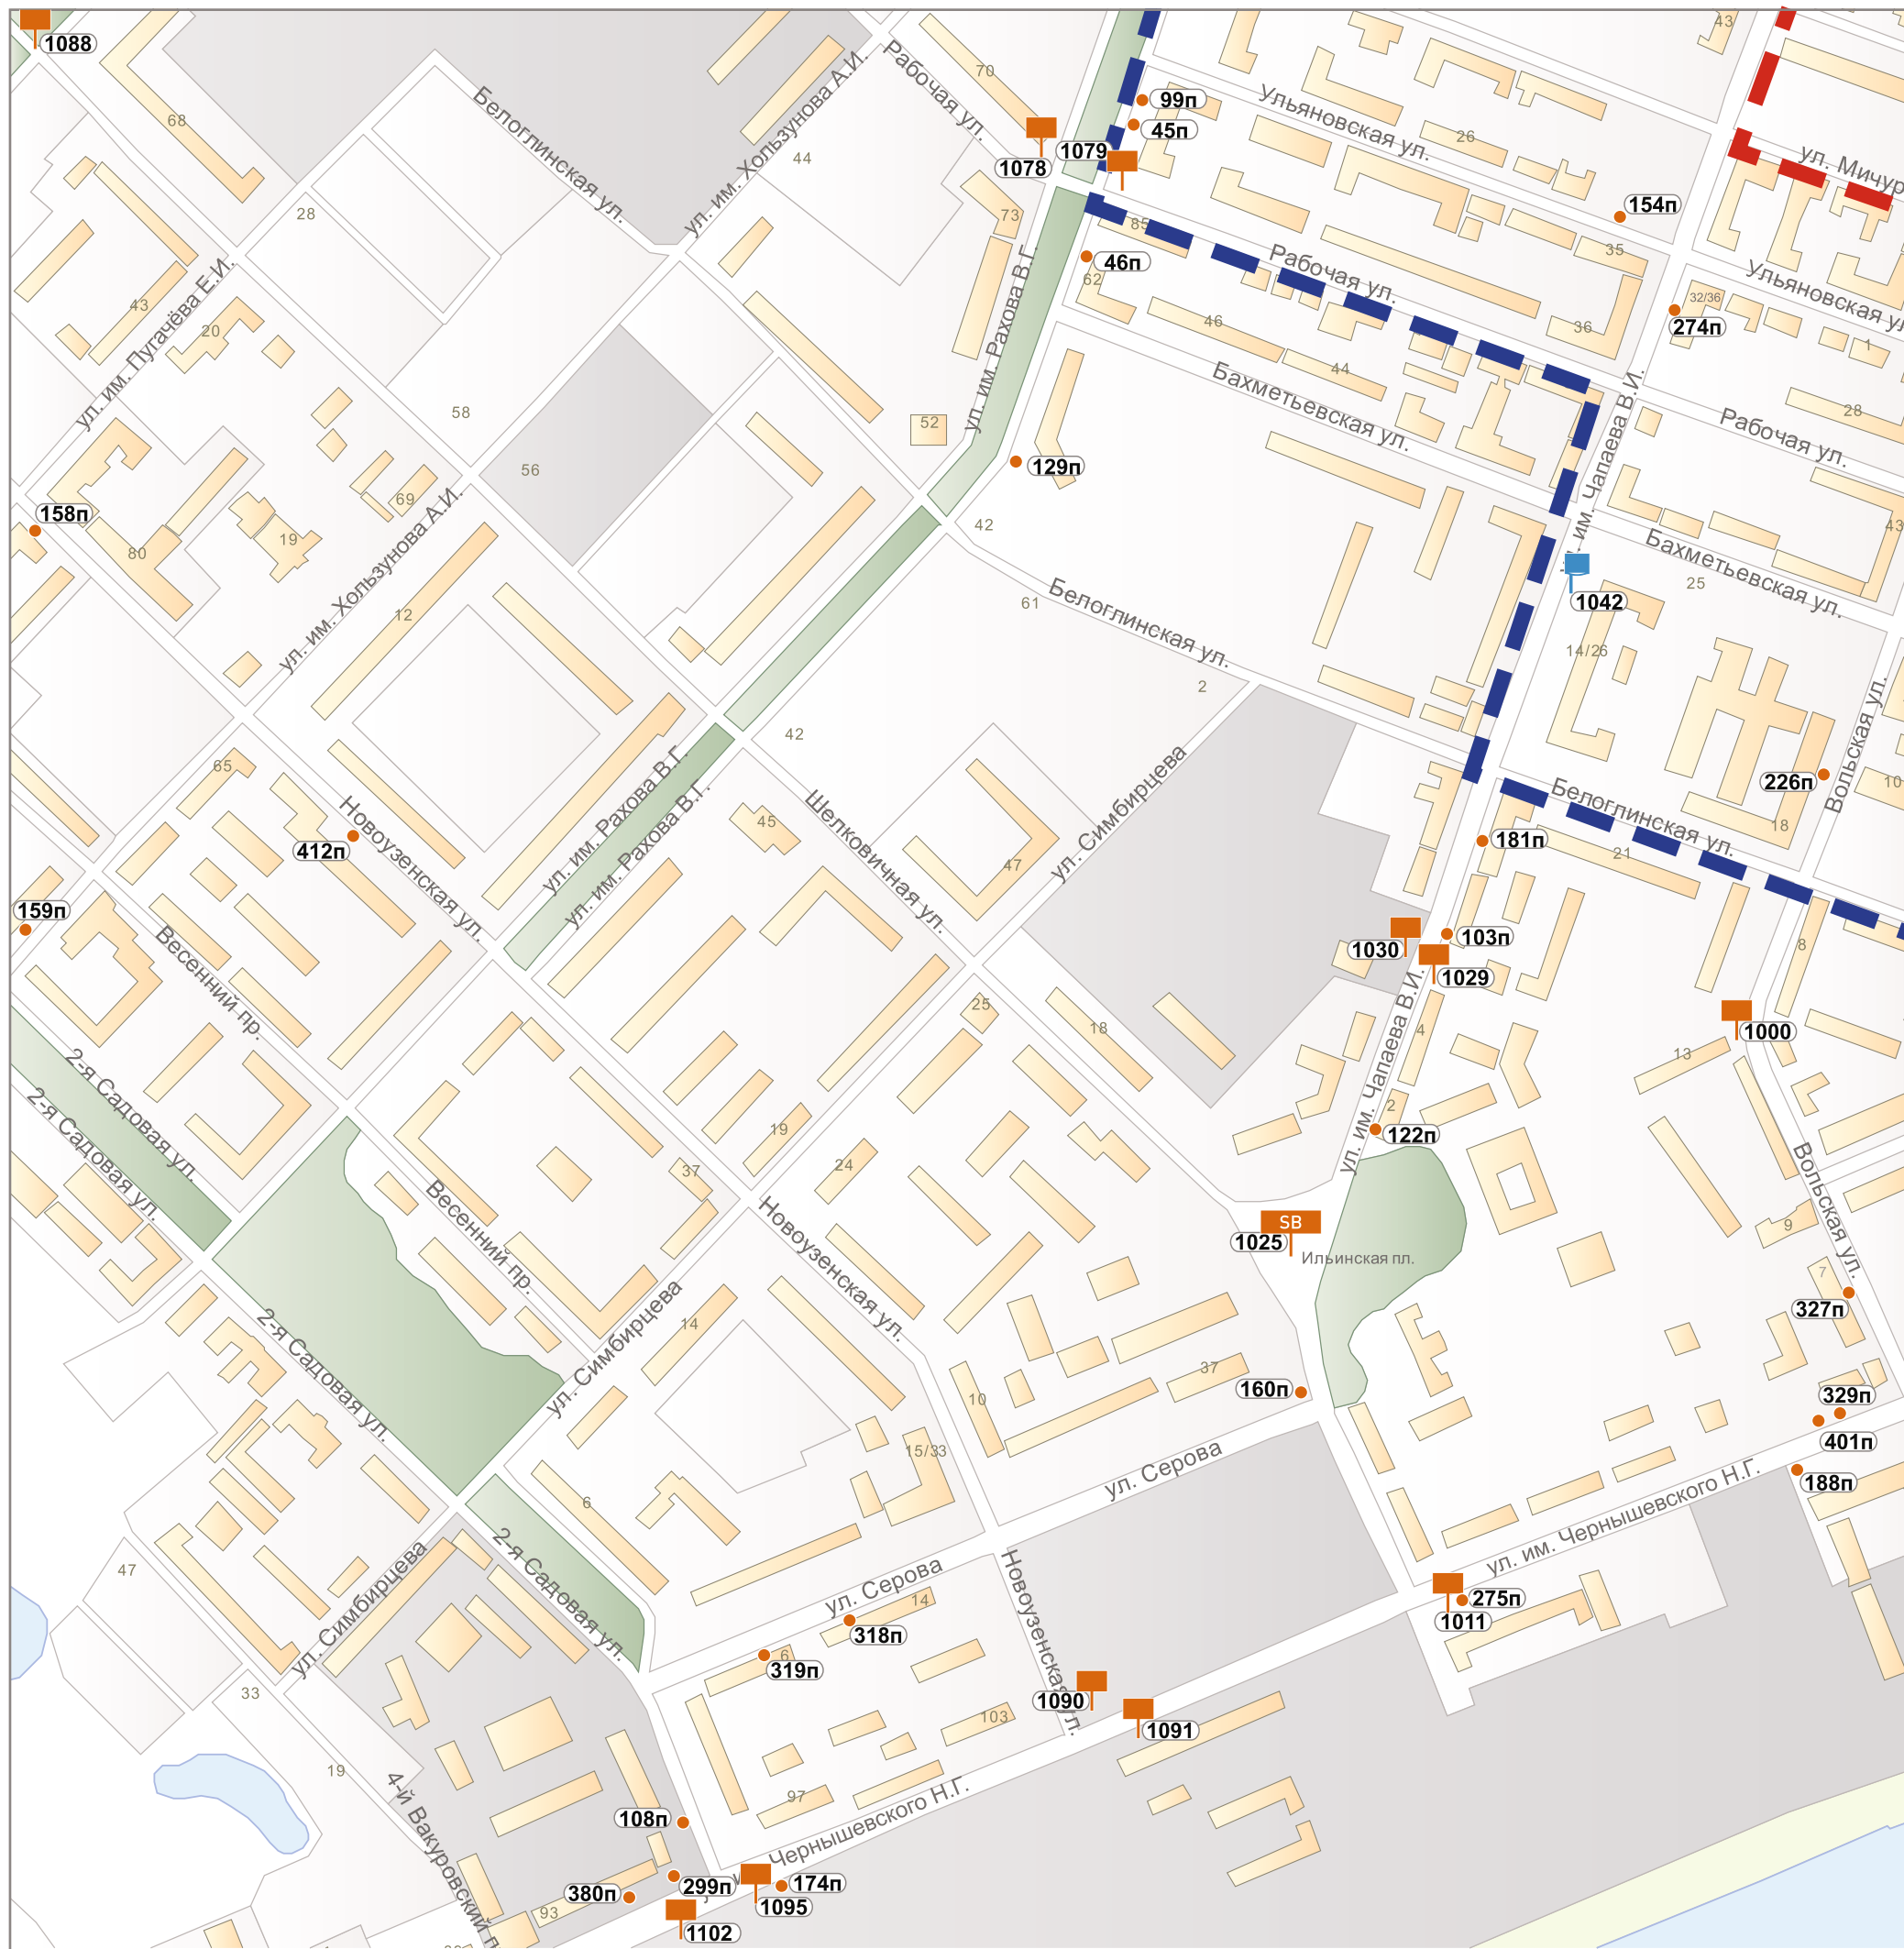 1088
68
70
43
99п
45п
1079
1078
Рабочая ул.
Белоглинская ул.
ул. им. Хользунова А.И.
44
Ульяновская ул.
26
154п
35
73
85
28
46п
62
Рабочая ул.
Ульяновская
32/36
274п
1
43
ул. им. Пугачёва Е.И.
20
46
44
36
ул. им. Рахова В.Г.
Бахметьевская ул.
ул. им. Чапаева В.И.
Рабочая ул.
28
58
52
56
129п
69
158п
80
19
42
43
Бахметьевская ул.
25
1042
12
ул. им. Хользунова А.И.
61
Белоглинская ул.
14/26
2
42
65
Новоузенская ул.
412п
ул. им. Рахова В.Г.
ул. им. Рахова В.Г.
45
Шелковичная ул.
47
ул. Симбирцева
226п
Вольская ул.
10
Белоглинская ул.
18
181п
21
159п
Весенний пр.
1030
103п
1029
8
1000
25
18
4
13
ул. им. Чапаева В.И.
2
122п
2-я Садовая ул.
2-я Садовая ул.
19
24
37
Весенний пр.
Новоузенская ул.
SB
1025
Ильинская пл.
Вольская ул.
9
7
327п
2-я Садовая ул.
ул. Симбирцева
14
10
37
160п
329п
401п
188п
15/33
ул. Серова
ул. им. Чернышевского Н.Г.
6
2-я Садовая ул.
47
ул. Симбирцева
ул. Серова
14
318п
6
319п
Новоузенская ул.
275п
1011
33
1090
1091
103
19
4-й Вакуровский
97
Чернышевского Н.Г.
108п
299п
174п
380п
1095
93
1102